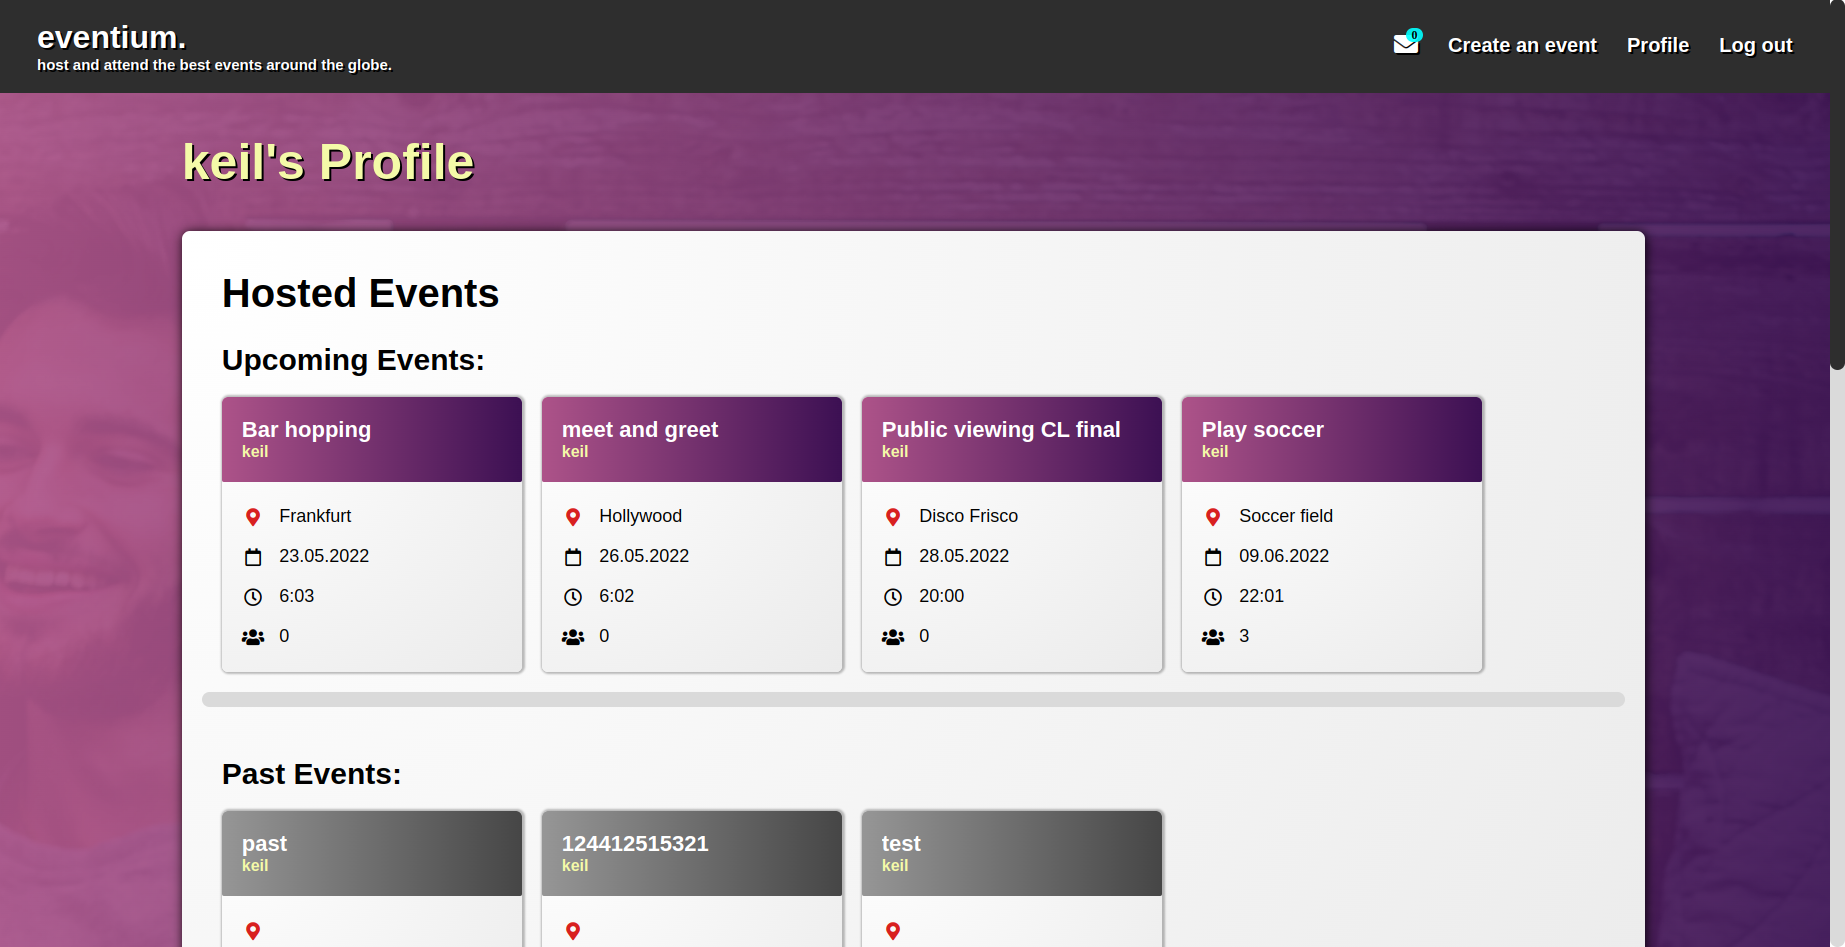 eventium.
host and attend the best events around the globe.
0
Create an event
Profile
Log out
keil's Profile
Hosted Events
Upcoming Events:
Bar hopping
keil
Frankfurt
23.05.2022
6:03
0
meet and greet
keil
Hollywood
26.05.2022
6:02
0
Public viewing CL final
keil
Disco Frisco
28.05.2022
20:00
0
Play soccer
keil
Soccer field
09.06.2022
22:01
3
Past Events:
past
keil
124412515321
keil
test
keil